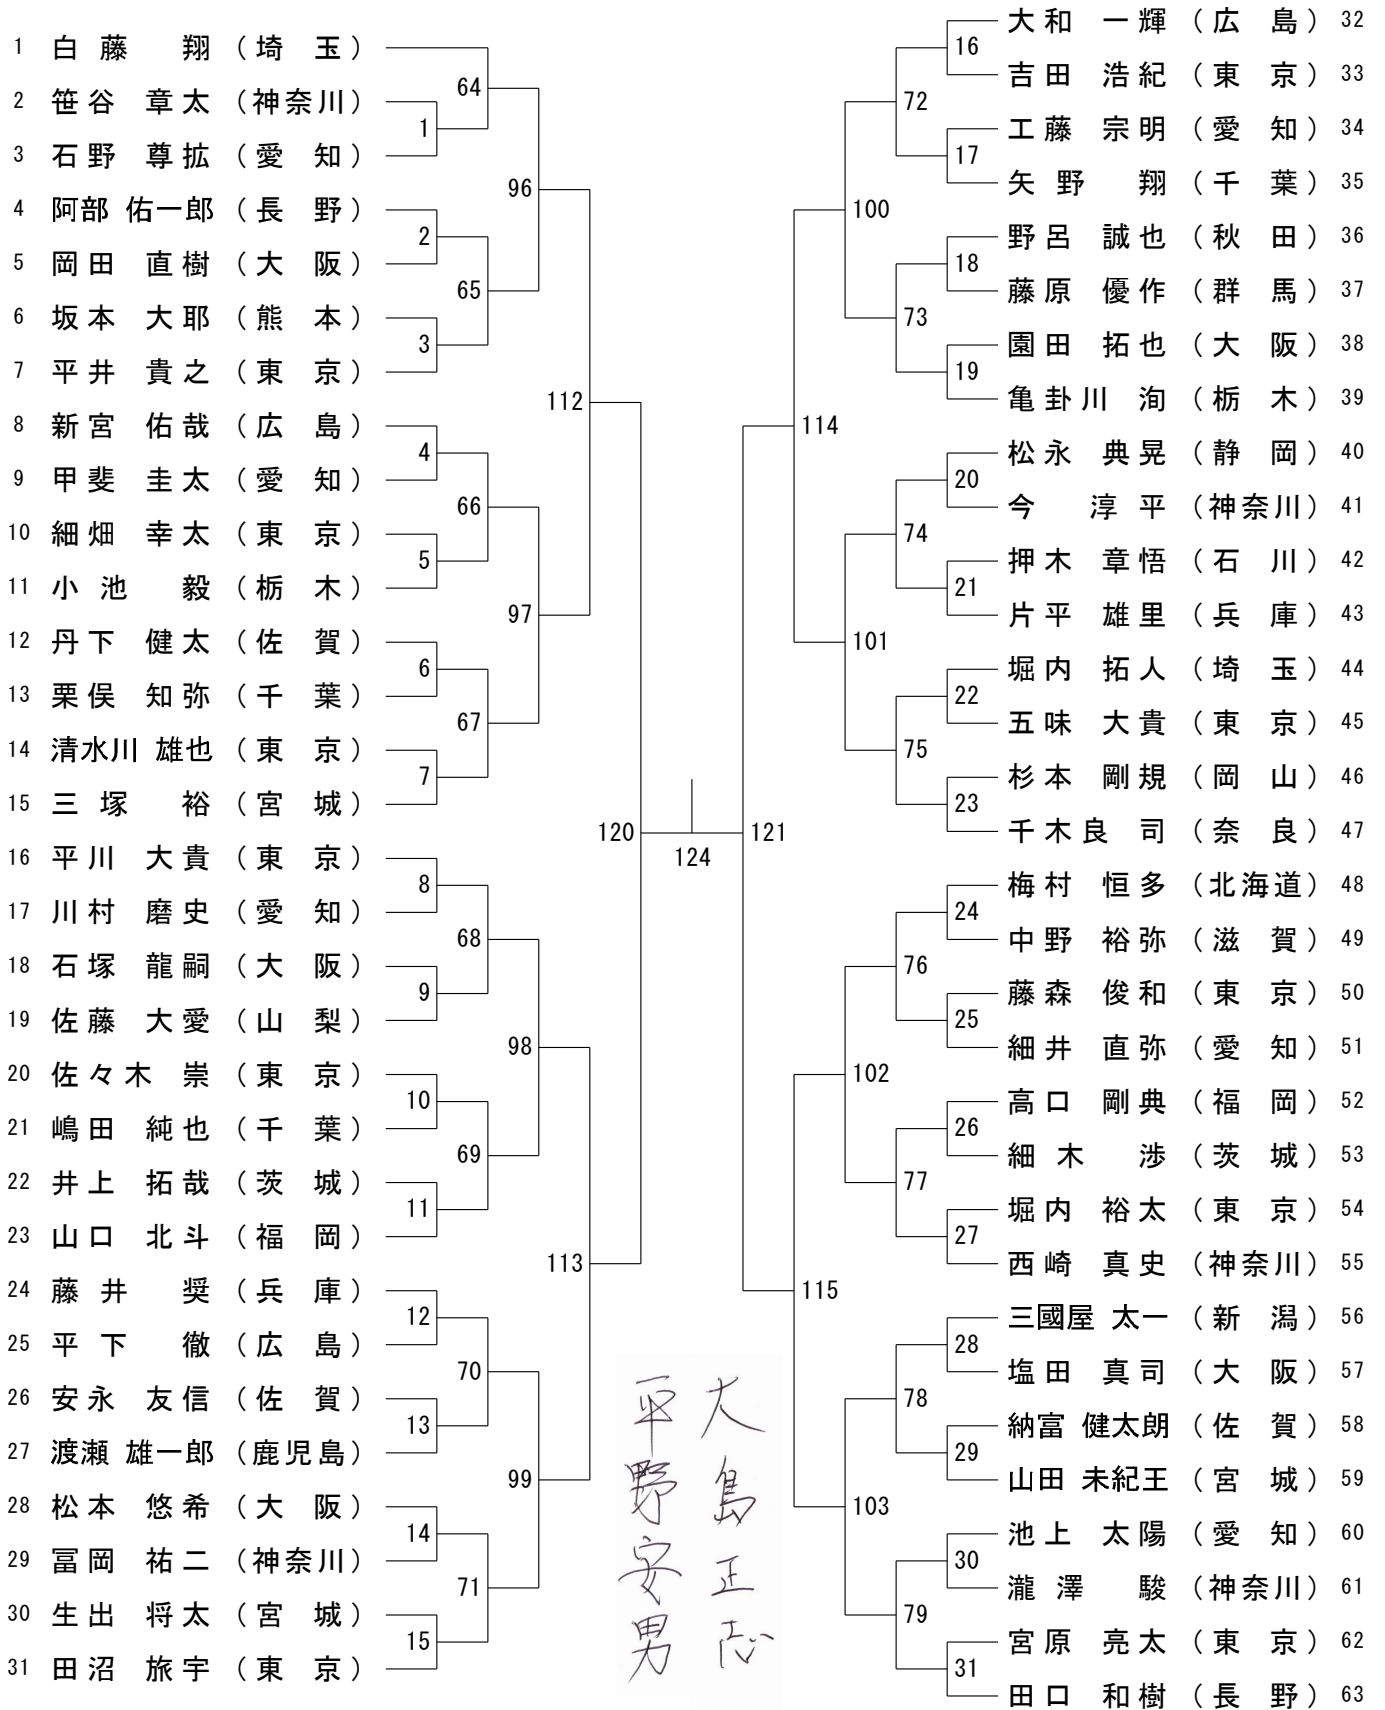 1 白藤 翔 (埼玉)
2 笹谷 章太 (神奈川)
3 石野 尊拡 (愛知)
4 阿部 佑一郎 (長野)
5 岡田 直樹 (大阪)
6 坂本 大耶 (熊本)
7 平井 貴之 (東京)
8 新宮 佑哉 (広島)
9 甲斐 圭太 (愛知)
10 細畑 幸太 (東京)
11 小池 毅 (栃木)
12 丹下 健太 (佐賀)
13 栗俣 知弥 (千葉)
14 清水川 雄也 (東京)
15 三塚 裕 (宮城)
16 平川 大貴 (東京)
17 川村 磨史 (愛知)
18 石塚 龍嗣 (大阪)
19 佐藤 大愛 (山梨)
20 佐々木 崇 (東京)
21 嶋田 純也 (千葉)
22 井上 拓哉 (茨城)
23 山口 北斗 (福岡)
24 藤井 奨 (兵庫)
25 平下 徹 (広島)
26 安永 友信 (佐賀)
27 渡瀬 雄一郎 (鹿児島)
28 松本 悠希 (大阪)
29 冨岡 祐二 (神奈川)
30 生出 将太 (宮城)
31 田沼 旅宇 (東京)
1
2
3
4
5
6
7
8
9
10
11
12
13
14
15
64
65
66
67
68
69
70
71
96
97
98
99
112
113
120
124
121
114
115
100
101
102
103
72
73
74
75
76
77
78
79
16
17
18
19
20
21
22
23
24
25
26
27
28
29
30
31
大和 一輝 (広島) 32
吉田 浩紀 (東京) 33
工藤 宗明 (愛知) 34
矢野 翔 (千葉) 35
野呂 誠也 (秋田) 36
藤原 優作 (群馬) 37
園田 拓也 (大阪) 38
亀卦川 洵 (栃木) 39
松永 典晃 (静岡) 40
今 淳平 (神奈川) 41
押木 章悟 (石川) 42
片平 雄里 (兵庫) 43
堀内 拓人 (埼玉) 44
五味 大貴 (東京) 45
杉本 剛規 (岡山) 46
千木良 司 (奈良) 47
梅村 恒多 (北海道) 48
中野 裕弥 (滋賀) 49
藤森 俊和 (東京) 50
細井 直弥 (愛知) 51
高口 剛典 (福岡) 52
細木 渉 (茨城) 53
堀内 裕太 (東京) 54
西崎 真史 (神奈川) 55
三國屋 太一 (新潟) 56
塩田 真司 (大阪) 57
納富 健太朗 (佐賀) 58
山田 未紀王 (宮城) 59
池上 太陽 (愛知) 60
瀧澤 駿 (神奈川) 61
宮原 亮太 (東京) 62
田口 和樹 (長野) 63
大島正志
平野安男